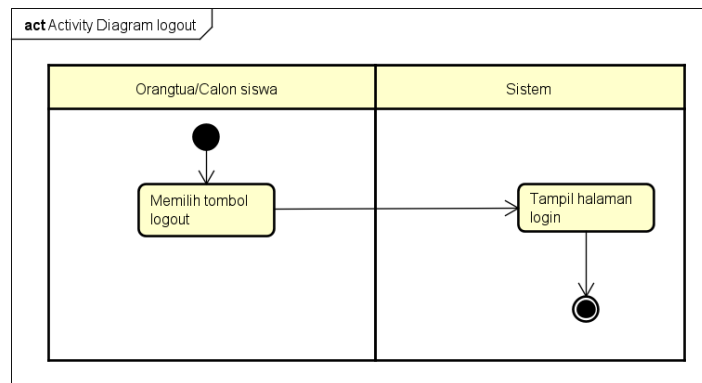 act Activity Diagram logout
Orangtua/Calon siswa
Sistem
Memilih tombol
logout
Tampil halaman
login